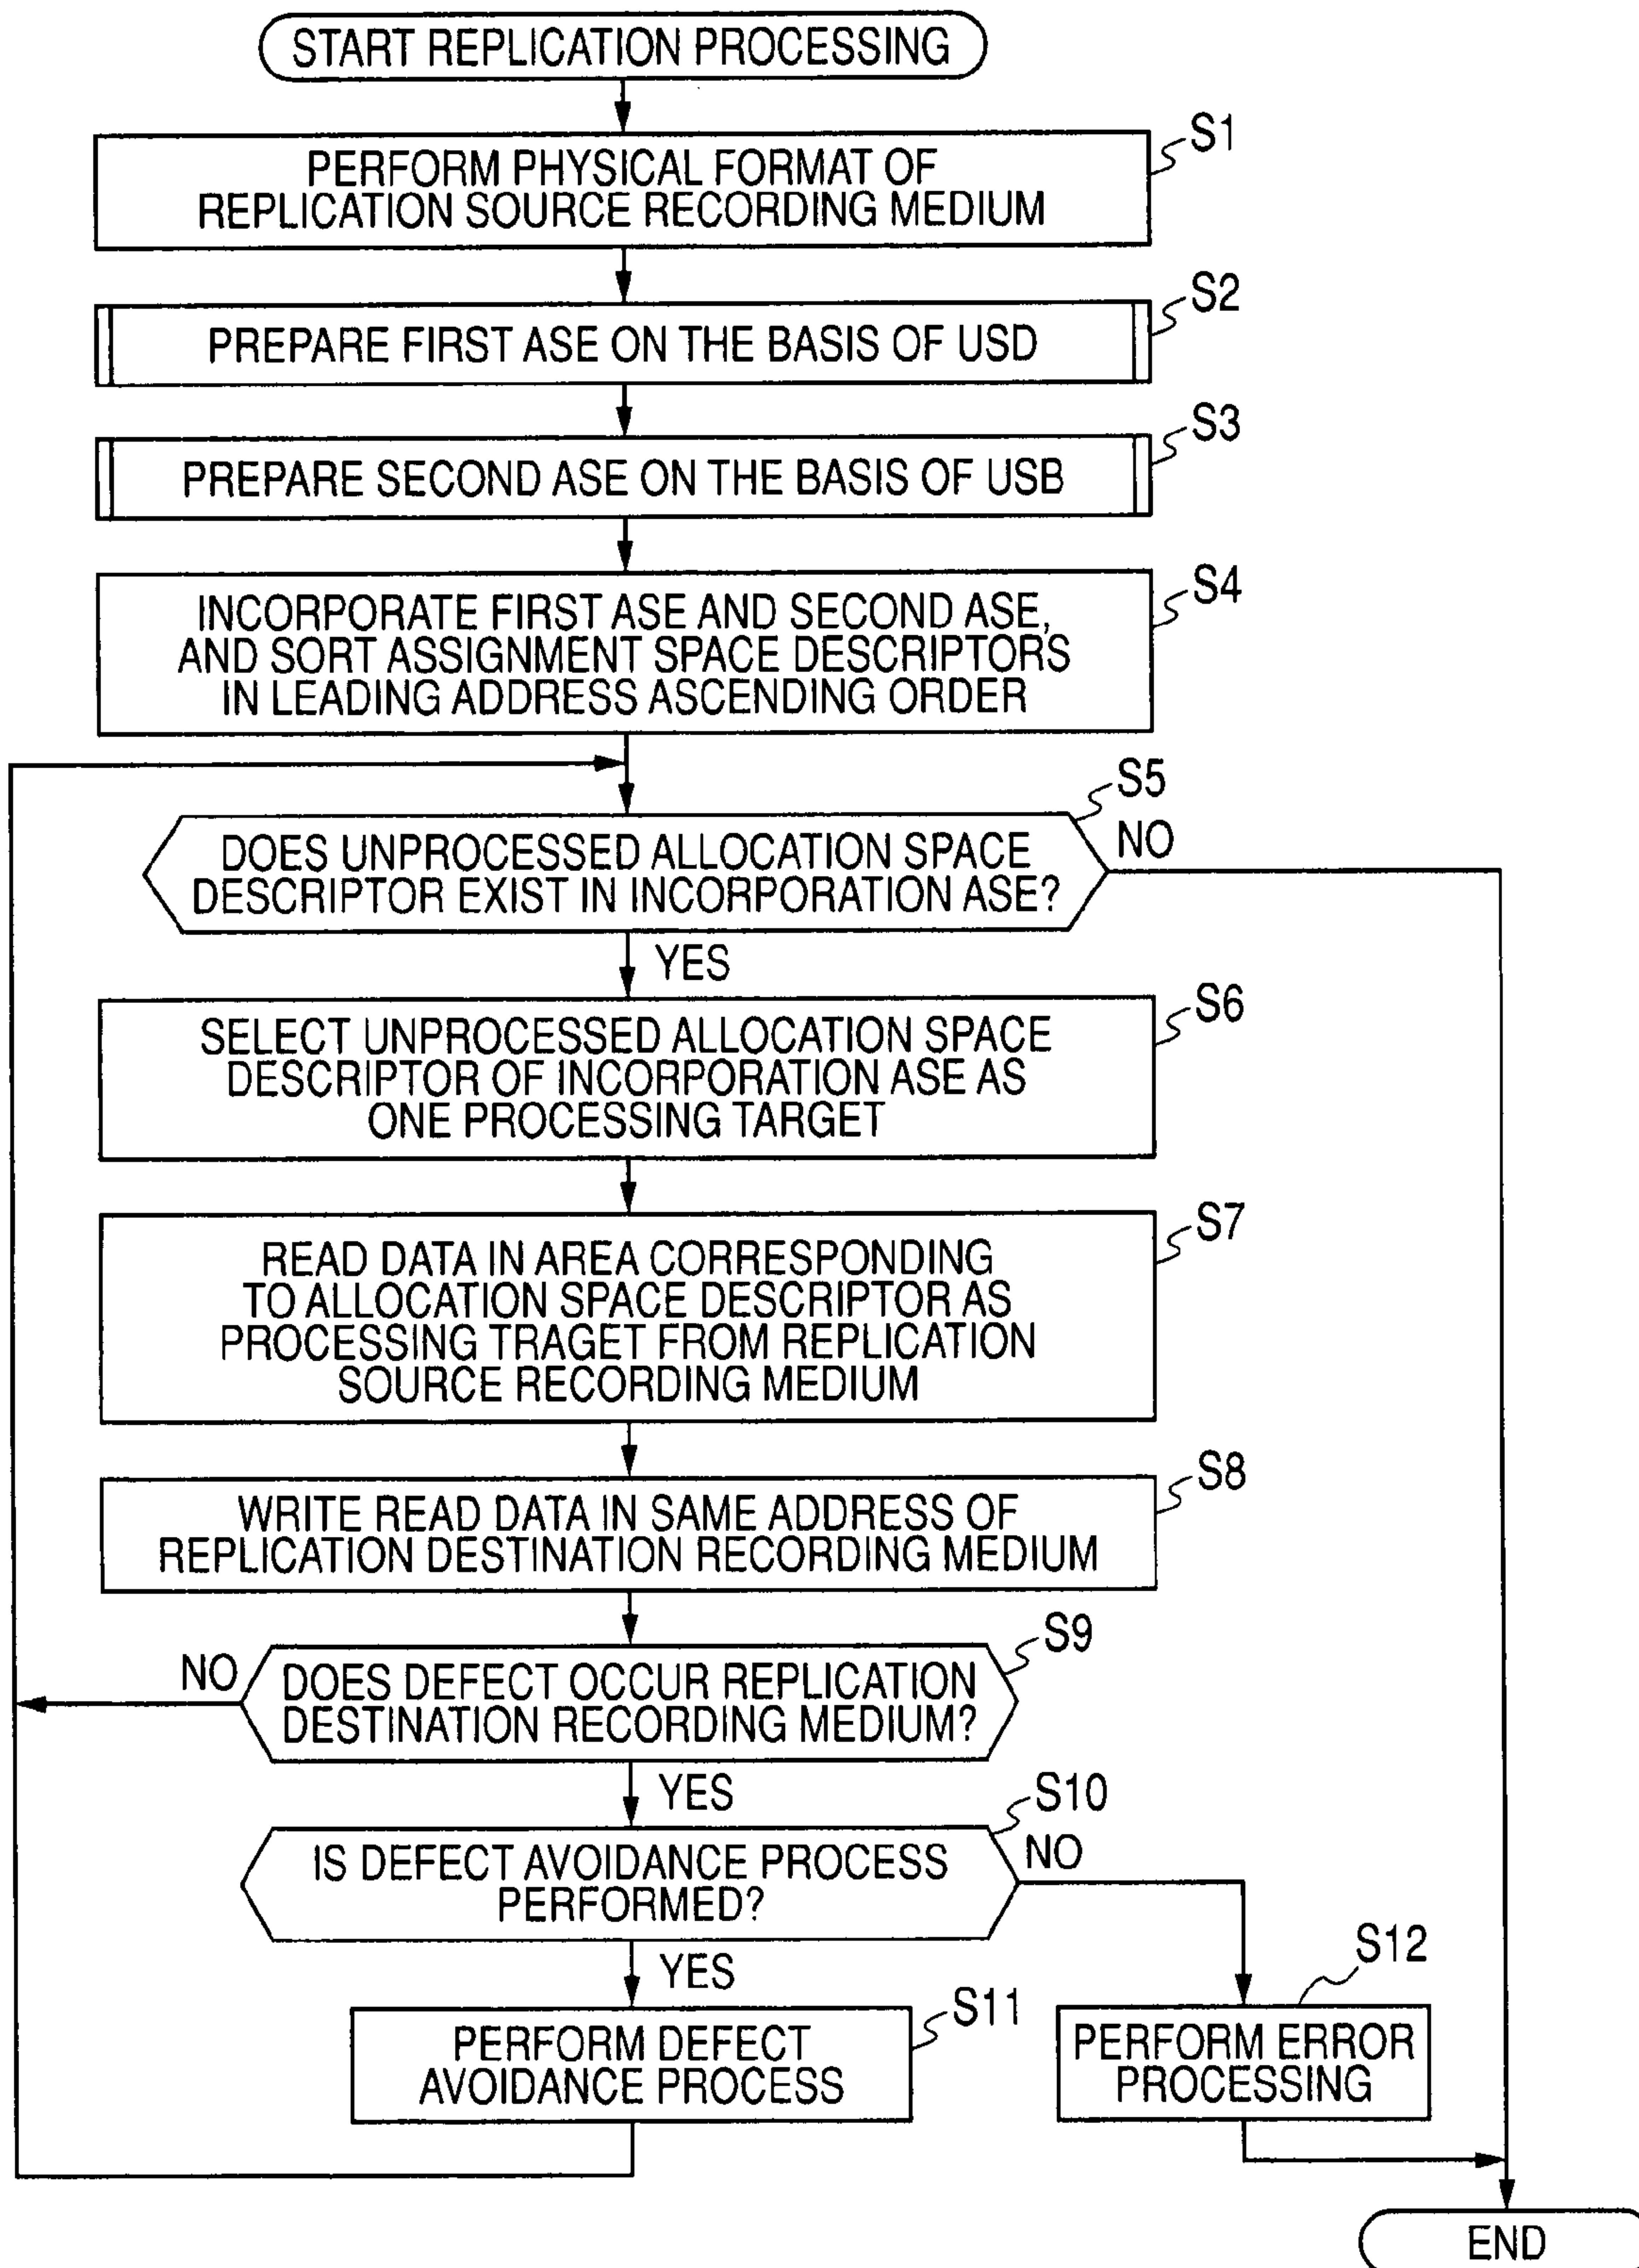 START REPLICATION PROCESSING
S1
PERFORM PHYSICAL FORMAT OF
REPLICATION SOURCE RECORDING MEDIUM
S2
PREPARE FIRST ASE ON THE BASIS OF USD
S3
PREPARE SECOND ASE ON THE BASIS OF USB
S4
INCORPORATE FIRST ASE AND SECOND ASE,
AND SORT ASSIGNMENT SPACE DESCRIPTORS
IN LEADING ADDRESS ASCENDING ORDER
S5
NO
DOES UNPROCESSED ALLOCATION SPACE
DESCRIPTOR EXIST IN INCORPORATION ASE?
YES
S6
SELECT UNPROCESSED ALLOCATION SPACE
DESCRIPTOR OF INCORPORATION ASE AS
ONE PROCESSING TARGET
S7
READ DATA IN AREA CORRESPONDING
TO ALLOCATION SPACE DESCRIPTOR AS
PROCESSING TRAGET FROM REPLICATION
SOURCE RECORDING MEDIUM
S8
WRITE READ DATA IN SAME ADDRESS OF
REPLICATION DESTINATION RECORDING MEDIUM
S9
NO
DOES DEFECT OCCUR REPLICATION
DESTINATION RECORDING MEDIUM?
YES
S10
NO
IS DEFECT AVOIDANCE PROCESS
PERFORMED?
YES
S11
PERFORM DEFECT
AVOIDANCE PROCESS
S12
PERFORM ERROR
PROCESSING
END